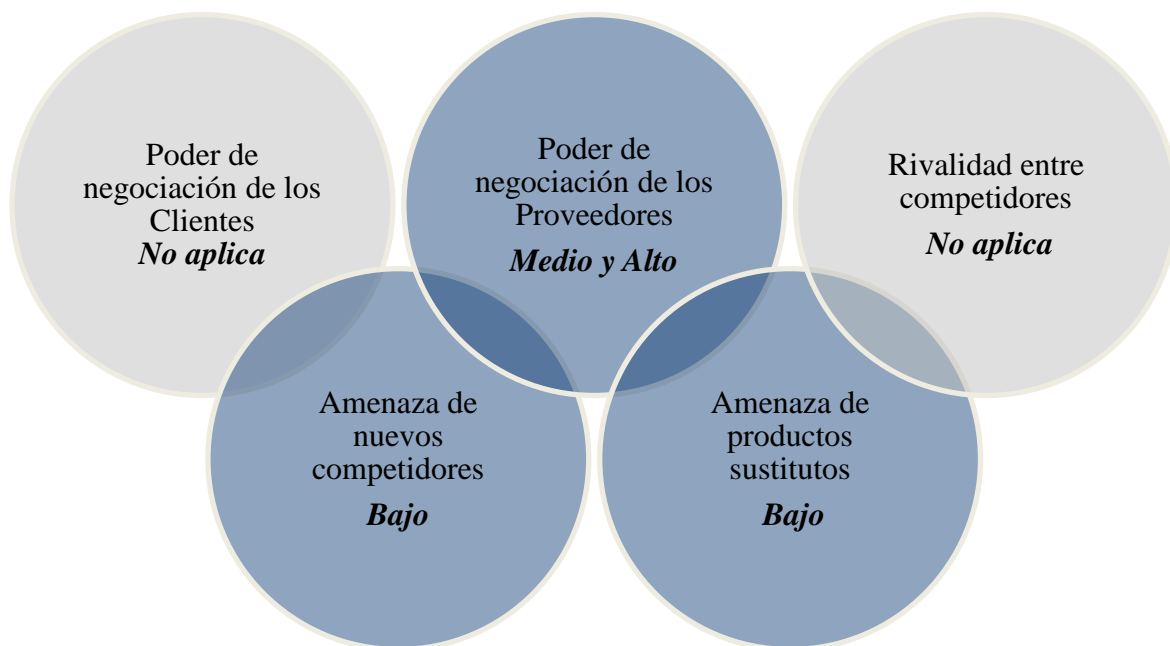 Poder de
negociación de los
Clientes
No aplica
Poder de
negociación de los
Proveedores
Medio y Alto
Rivalidad entre
competidores
No aplica
Amenaza de
nuevos
competidores
Bajo
Amenaza de
productos
sustitutos
Bajo